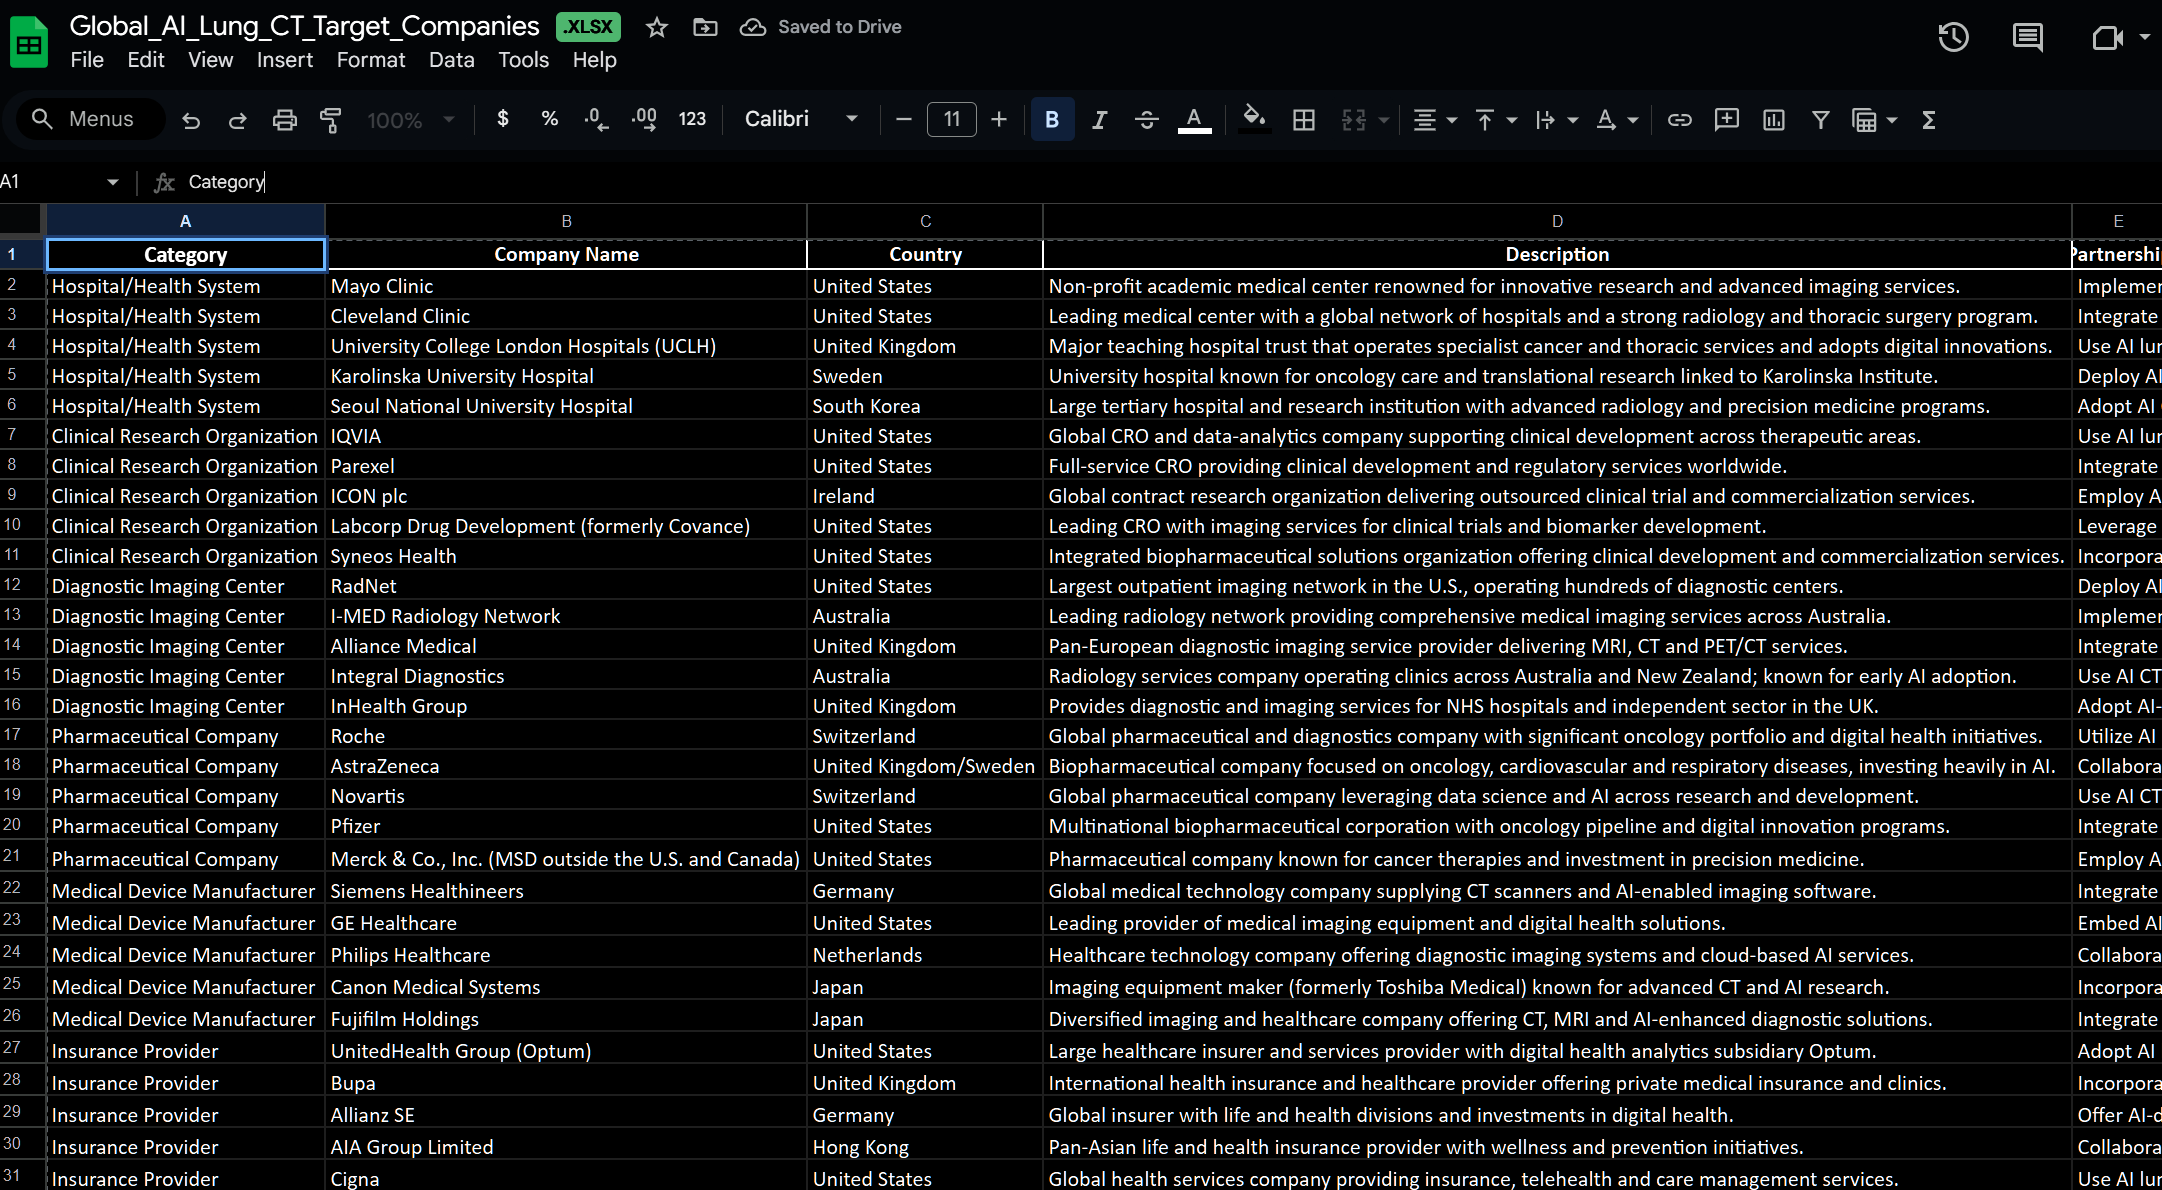 Global_AI_Lung_CT_Target_Companies .XLSX Saved to Drive
File Edit View Insert Format Data Tools Help
Menus 100% $ % .0 .00 123 Calibri 11 B I A A Σ
A1 fx Category
A B C D E
1 Category Company Name Country Description Partnershi
2 Hospital/Health System Mayo Clinic United States Non-profit academic medical center renowned for innovative research and advanced imaging services. Implemen
3 Hospital/Health System Cleveland Clinic United States Leading medical center with a global network of hospitals and a strong radiology and thoracic surgery program. Integrate
4 Hospital/Health System University College London Hospitals (UCLH) United Kingdom Major teaching hospital trust that operates specialist cancer and thoracic services and adopts digital innovations. Use AI lun
5 Hospital/Health System Karolinska University Hospital Sweden University hospital known for oncology care and translational research linked to Karolinska Institute. Deploy AI
6 Hospital/Health System Seoul National University Hospital South Korea Large tertiary hospital and research institution with advanced radiology and precision medicine programs. Adopt AI
7 Clinical Research Organization IQVIA United States Global CRO and data-analytics company supporting clinical development across therapeutic areas. Use AI lun
8 Clinical Research Organization Parexel United States Full-service CRO providing clinical development and regulatory services worldwide. Integrate
9 Clinical Research Organization ICON plc Ireland Global contract research organization delivering outsourced clinical trial and commercialization services. Employ A
10 Clinical Research Organization Labcorp Drug Development (formerly Covance) United States Leading CRO with imaging services for clinical trials and biomarker development. Leverage
11 Clinical Research Organization Syneos Health United States Integrated biopharmaceutical solutions organization offering clinical development and commercialization services. Incorpora
12 Diagnostic Imaging Center RadNet United States Largest outpatient imaging network in the U.S., operating hundreds of diagnostic centers. Deploy AI
13 Diagnostic Imaging Center I-MED Radiology Network Australia Leading radiology network providing comprehensive medical imaging services across Australia. Implemen
14 Diagnostic Imaging Center Alliance Medical United Kingdom Pan-European diagnostic imaging service provider delivering MRI, CT and PET/CT services. Integrate
15 Diagnostic Imaging Center Integral Diagnostics Australia Radiology services company operating clinics across Australia and New Zealand; known for early AI adoption. Use AI CT
16 Diagnostic Imaging Center InHealth Group United Kingdom Provides diagnostic and imaging services for NHS hospitals and independent sector in the UK. Adopt AI-
17 Pharmaceutical Company Roche Switzerland Global pharmaceutical and diagnostics company with significant oncology portfolio and digital health initiatives. Utilize AI
18 Pharmaceutical Company AstraZeneca United Kingdom/Sweden Biopharmaceutical company focused on oncology, cardiovascular and respiratory diseases, investing heavily in AI. Collabora
19 Pharmaceutical Company Novartis Switzerland Global pharmaceutical company leveraging data science and AI across research and development. Use AI CT
20 Pharmaceutical Company Pfizer United States Multinational biopharmaceutical corporation with oncology pipeline and digital innovation programs. Integrate
21 Pharmaceutical Company Merck & Co., Inc. (MSD outside the U.S. and Canada) United States Pharmaceutical company known for cancer therapies and investment in precision medicine. Employ A
22 Medical Device Manufacturer Siemens Healthineers Germany Global medical technology company supplying CT scanners and AI-enabled imaging software. Integrate
23 Medical Device Manufacturer GE Healthcare United States Leading provider of medical imaging equipment and digital health solutions. Embed AI
24 Medical Device Manufacturer Philips Healthcare Netherlands Healthcare technology company offering diagnostic imaging systems and cloud-based AI services. Collabora
25 Medical Device Manufacturer Canon Medical Systems Japan Imaging equipment maker (formerly Toshiba Medical) known for advanced CT and AI research. Incorpora
26 Medical Device Manufacturer Fujifilm Holdings Japan Diversified imaging and healthcare company offering CT, MRI and AI-enhanced diagnostic solutions. Integrate
27 Insurance Provider UnitedHealth Group (Optum) United States Large healthcare insurer and services provider with digital health analytics subsidiary Optum. Adopt AI
28 Insurance Provider Bupa United Kingdom International health insurance and healthcare provider offering private medical insurance and clinics. Incorpora
29 Insurance Provider Allianz SE Germany Global insurer with life and health divisions and investments in digital health. Offer AI-d
30 Insurance Provider AIA Group Limited Hong Kong Pan-Asian life and health insurance provider with wellness and prevention initiatives. Collabora
31 Insurance Provider Cigna United States Global health services company providing insurance, telehealth and care management services. Use AI lun